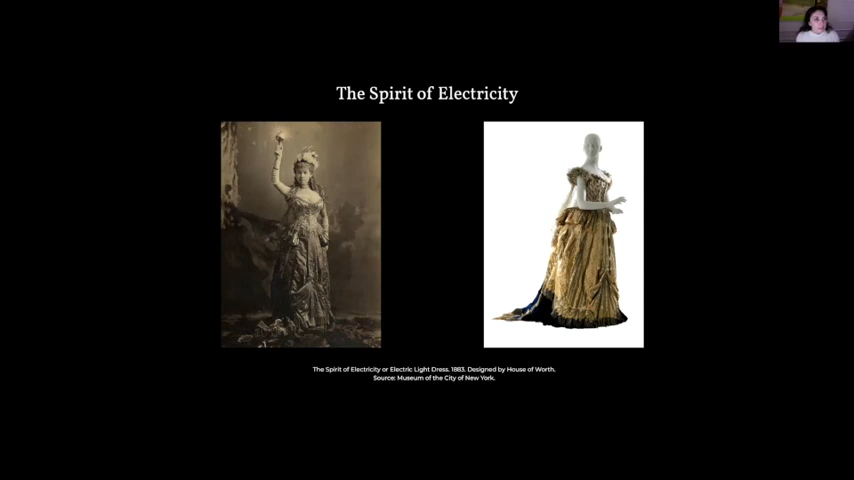 The Spirit of Electricity
The Spirit of Electricity or Electric Light Dress. 1883. Designed by House of Worth.
Source: Museum of the City of New York.